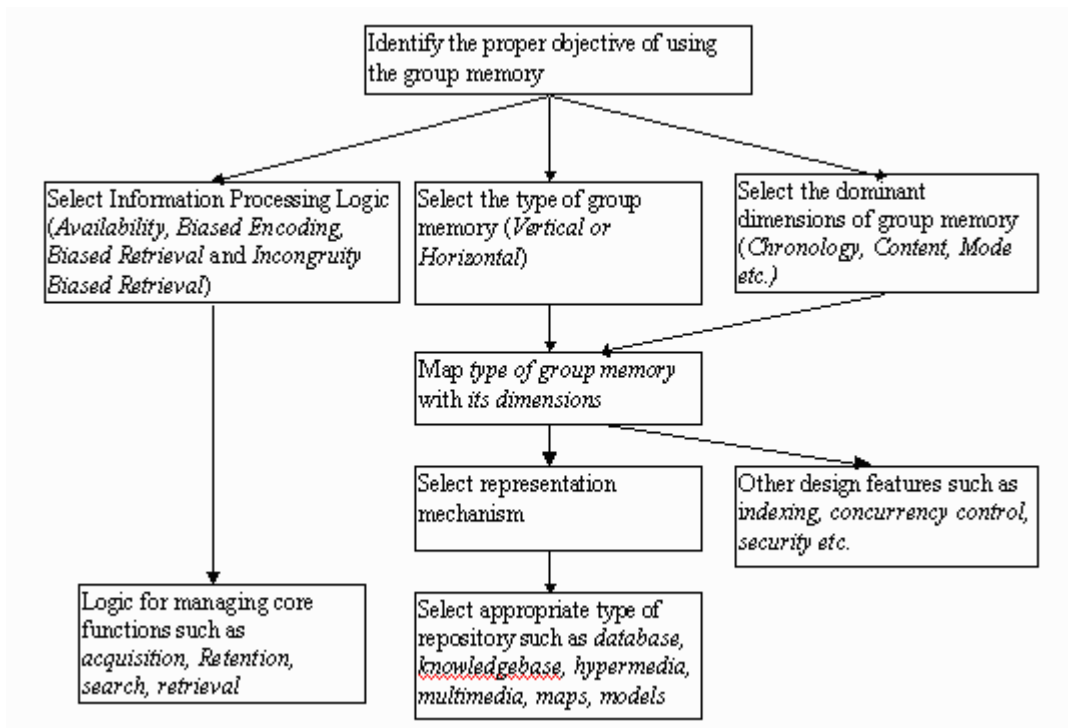 Identify the proper objective of using
the group memory
Select Information Processing Logic
(Availability, Biased Encoding,
Biased Retrieval and Incongruity
Biased Retrieval)
Select the type of group
memory (Vertical or
Horizontal)
Select the dominant
dimensions of group memory
(Chronology, Content, Mode
etc.)
Map type of group memory
with its dimensions
Select representation
mechanism
Other design features such as
indexing, concurrency control,
security etc.
Logic for managing core
functions such as
acquisition, Retention,
search, retrieval
Select appropriate type of
repository such as database,
knowledgebase, hypermedia,
multimedia, maps, models